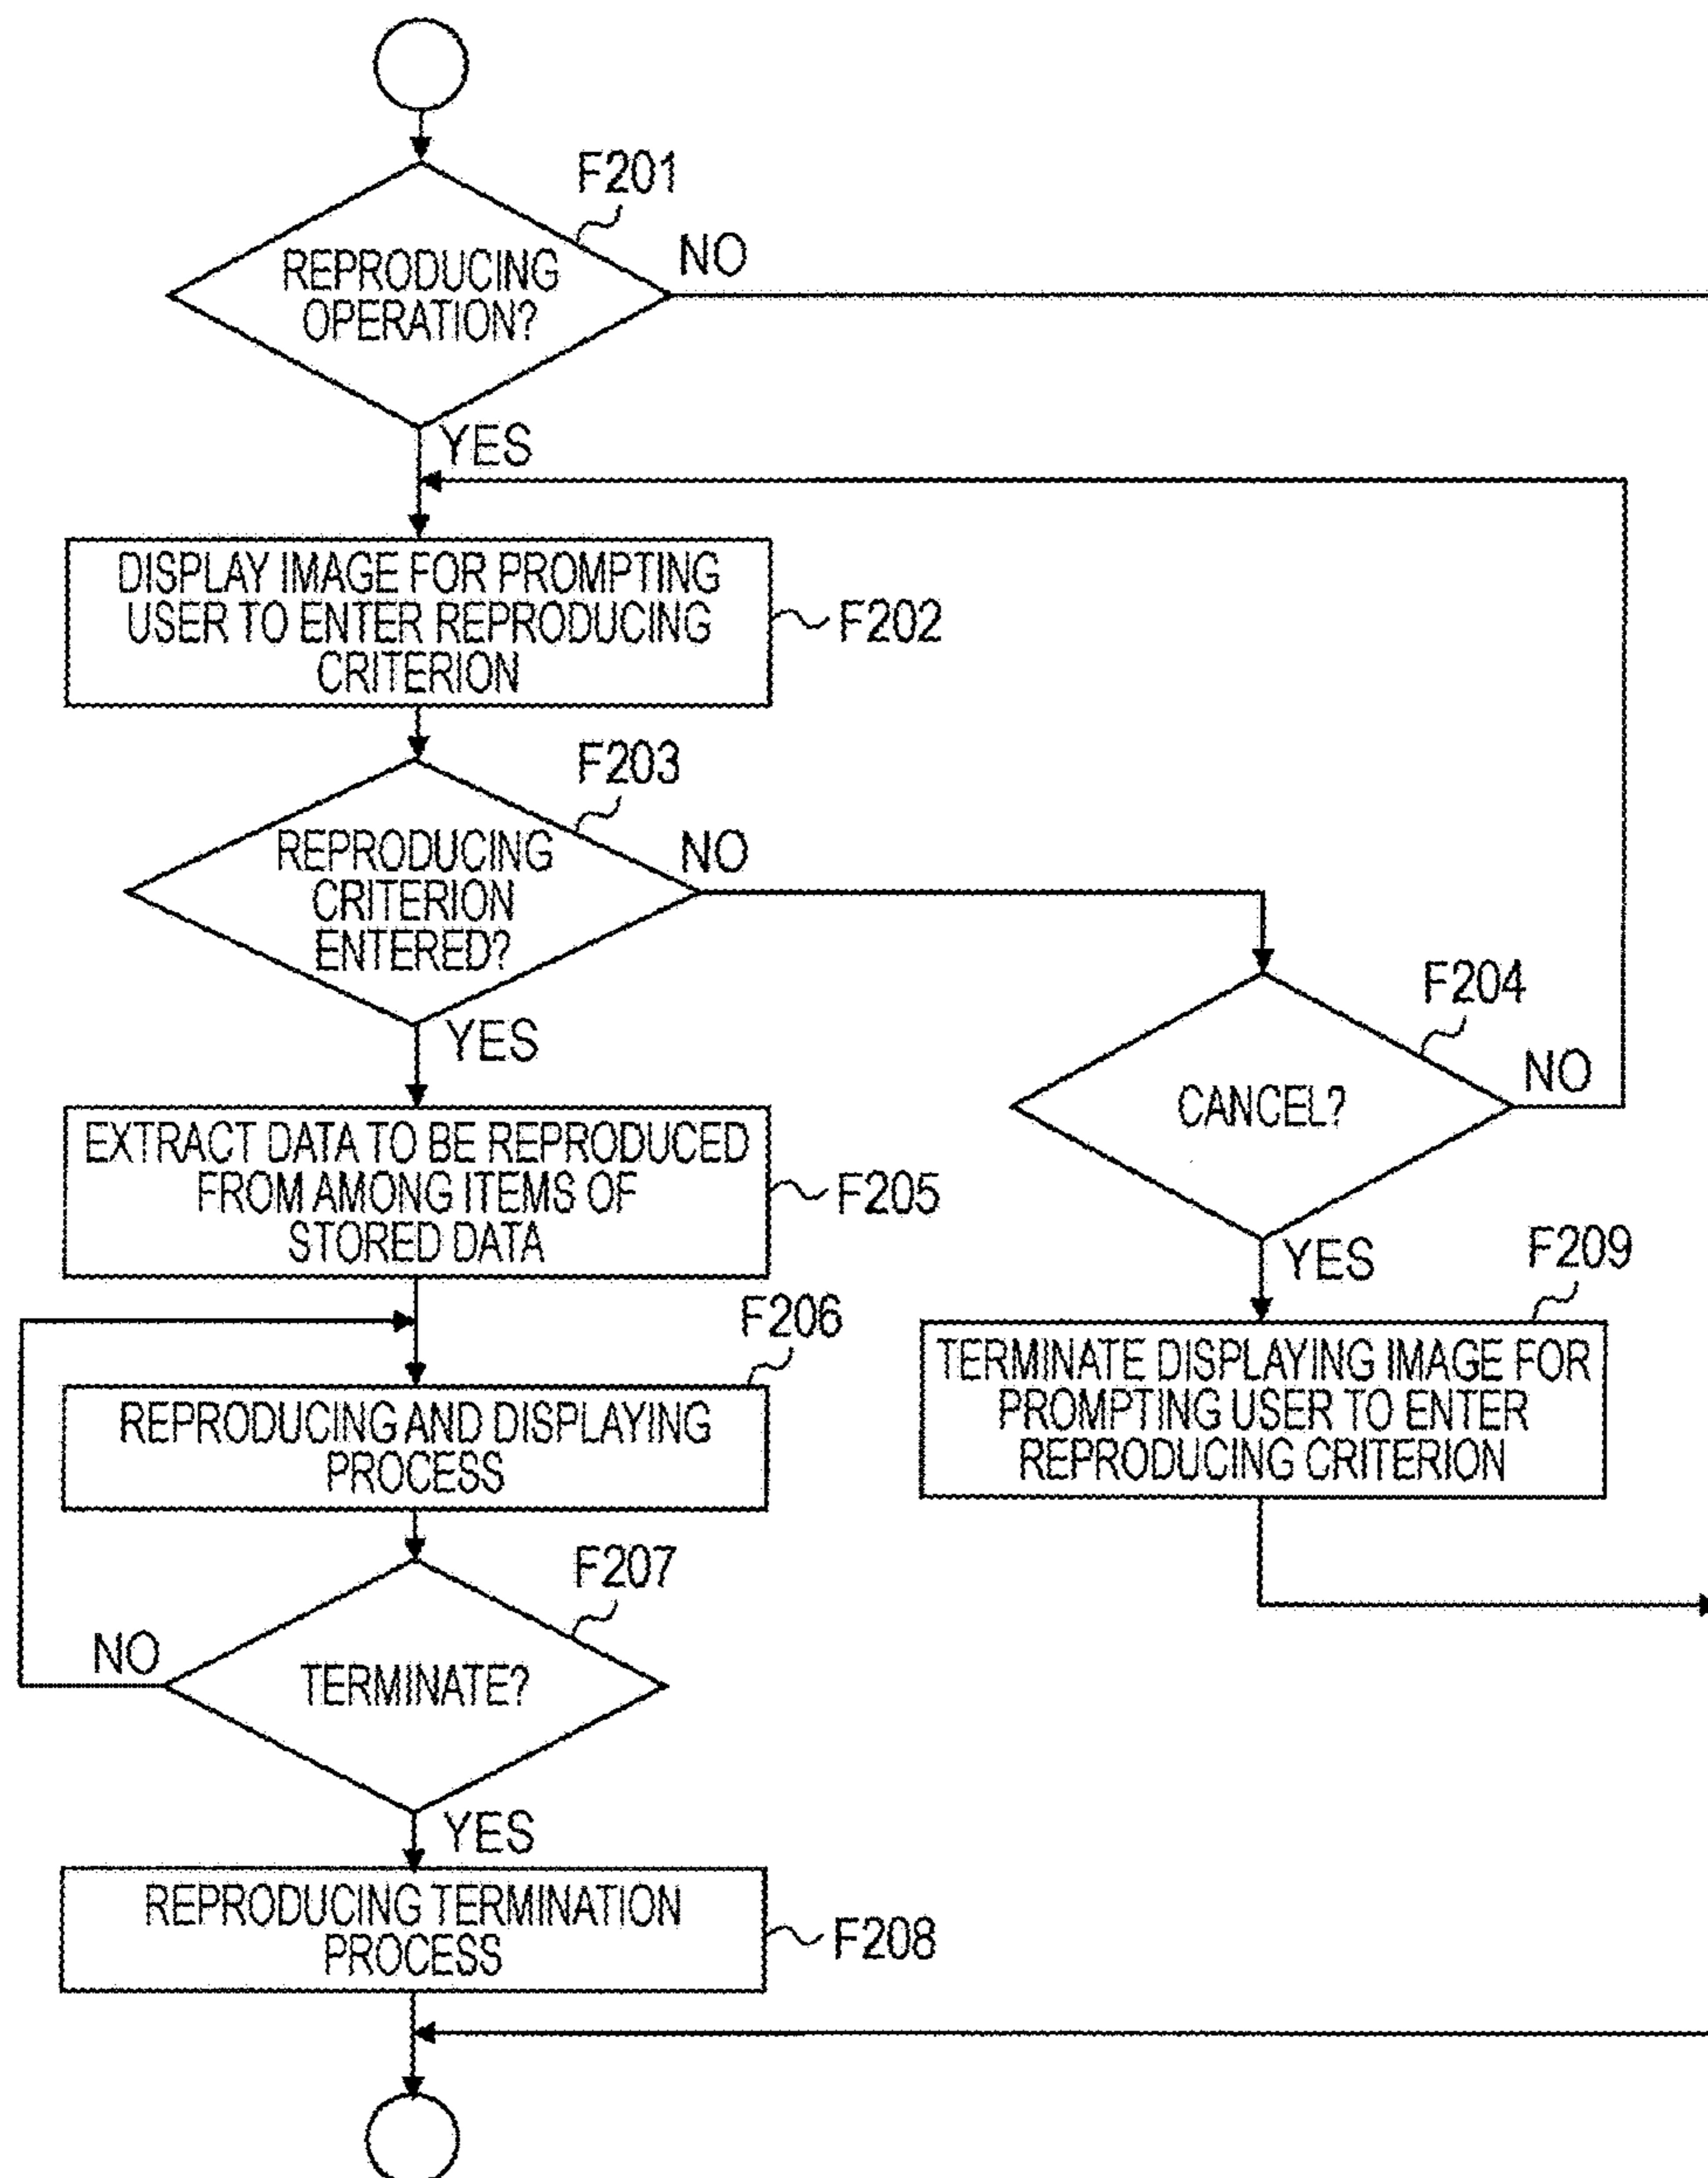 F201
REPRODUCING
OPERATION?
NO
YES
DISPLAY IMAGE FOR PROMPTING
USER TO ENTER REPRODUCING
CRITERION
F202
F203
REPRODUCING
CRITERION
ENTERED?
NO
YES
F204
CANCEL?
NO
YES
EXTRACT DATA TO BE REPRODUCED
FROM AMONG ITEMS OF
STORED DATA
F205
F209
TERMINATE DISPLAYING IMAGE FOR
PROMPTING USER TO ENTER
REPRODUCING CRITERION
F206
REPRODUCING AND DISPLAYING
PROCESS
F207
TERMINATE?
NO
YES
REPRODUCING TERMINATION
PROCESS
F208